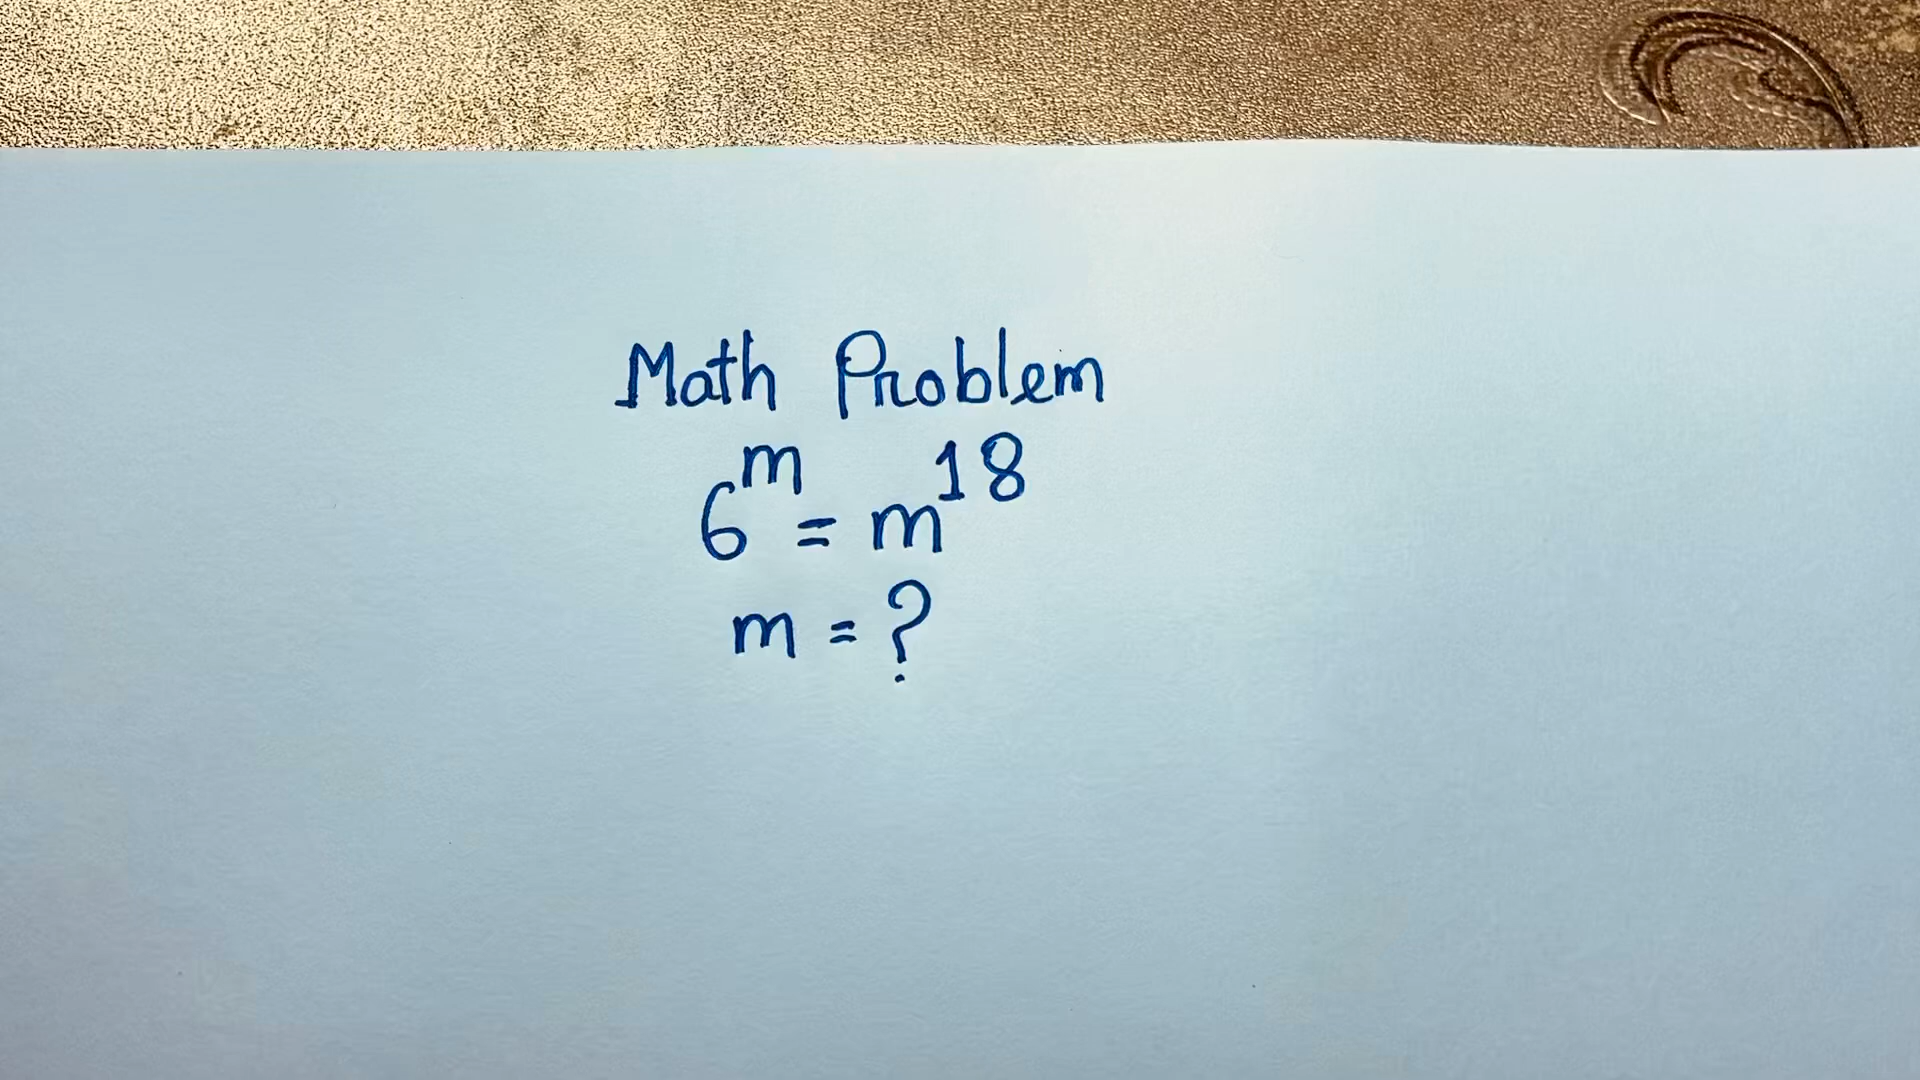 Math Problem
6^m = m^18
m = ?